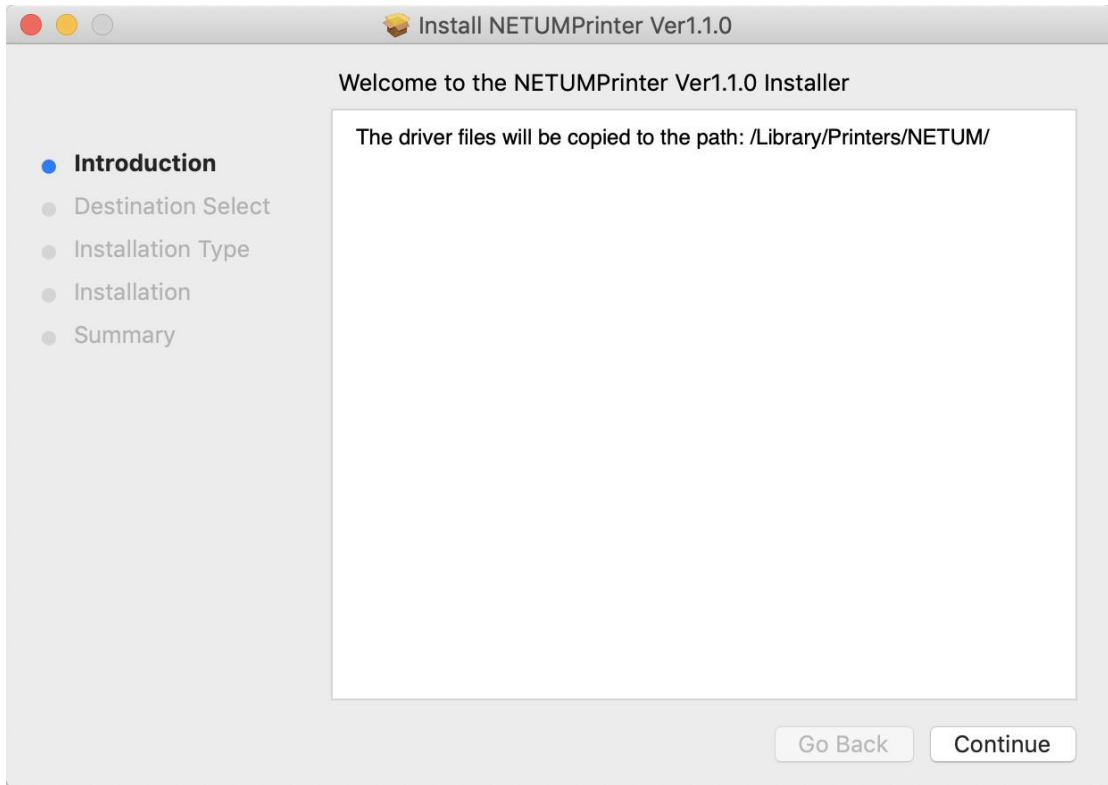 Install NETUMPrinter Ver1.1.0
Welcome to the NETUMPrinter Ver1.1.0 Installer
Introduction
Destination Select
Installation Type
Installation
Summary
The driver files will be copied to the path: /Library/Printers/NETUM/
Go Back
Continue